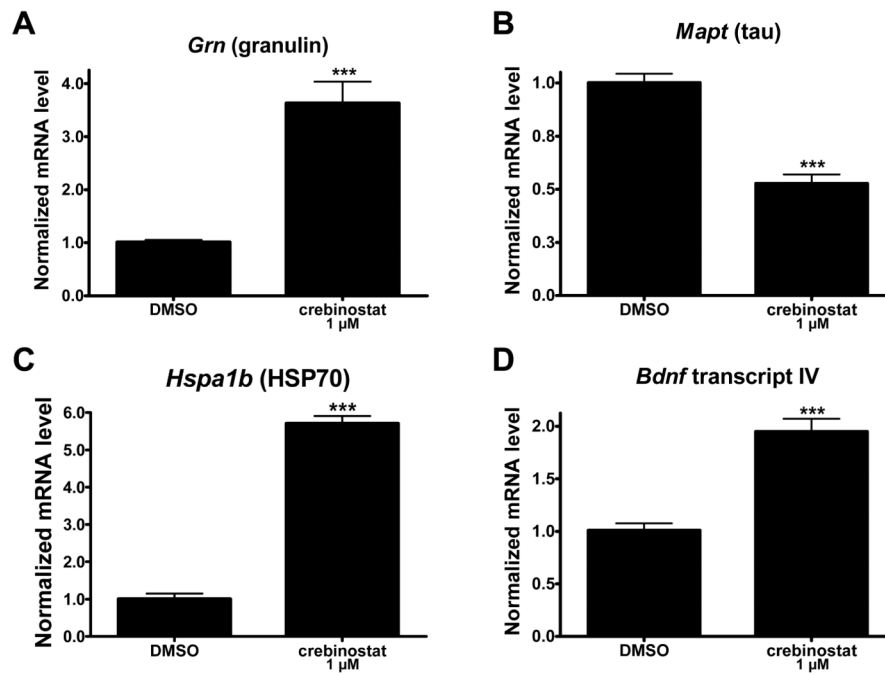 A
Grn (granulin)
Normalized mRNA level
4.0
3.0
2.0
1.0
0.0
***
DMSO
crebinostat
1 µM
B
Mapt (tau)
Normalized mRNA level
1.0
0.8
0.5
0.3
0.0
***
DMSO
crebinostat
1 µM
C
Hspa1b (HSP70)
Normalized mRNA level
6.0
5.0
4.0
3.0
2.0
1.0
0.0
***
DMSO
crebinostat
1 µM
D
Bdnf transcript IV
Normalized mRNA level
2.0
1.5
1.0
0.5
0.0
***
DMSO
crebinostat
1 µM